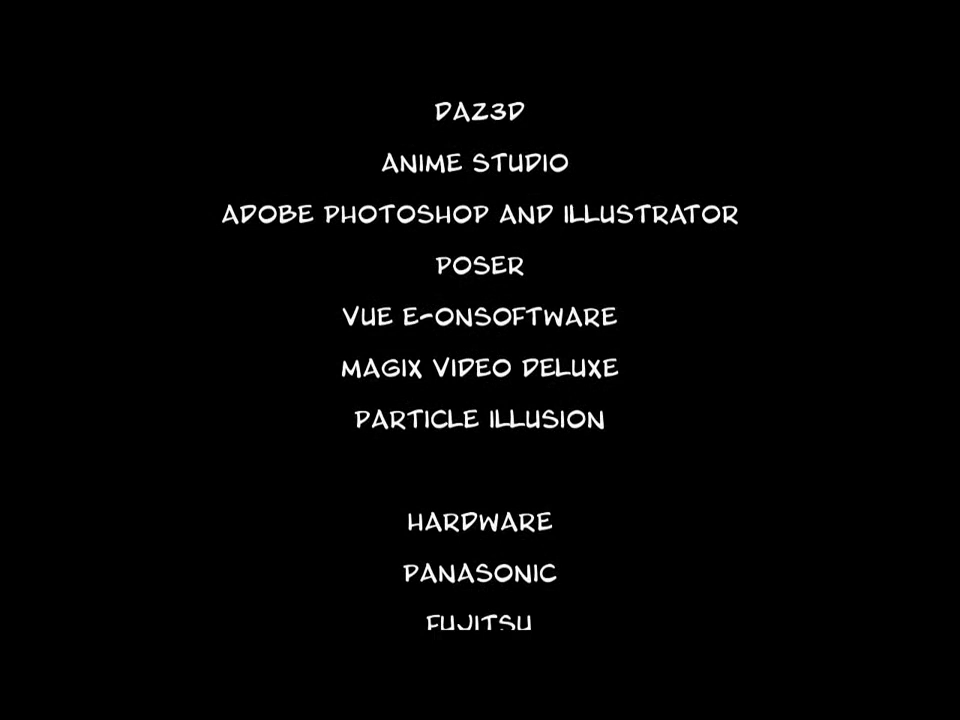 DAZ3D
ANIME STUDIO
ADOBE PHOTOSHOP AND ILLUSTRATOR
POSER
VUE E-ONSOFTWARE
MAGIX VIDEO DELUXE
PARTICLE ILLUSION
HARDWARE
PANASONIC
FUJITSU